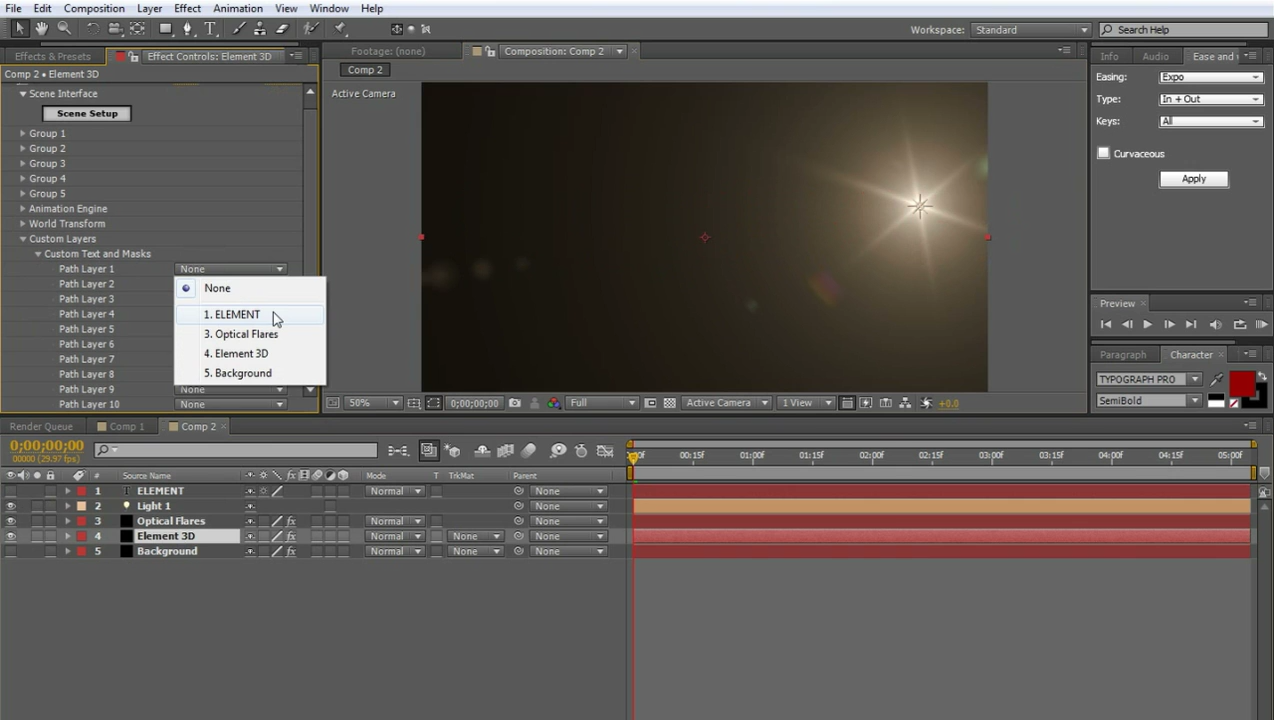 File Edit Composition Layer Effect Animation View Window Help
Workspace: Standard Search Help
Effects & Presets Effect Controls: Element 3D
Footage: (none) Composition: Comp 2
Info Audio Ease and
Comp 2 • Element 3D
Comp 2
Active Camera
Easing: Expo
Type: In + Out
Keys: All
Curvaceous
Apply
Scene Interface
Scene Setup
Group 1
Group 2
Group 3
Group 4
Group 5
Animation Engine
World Transform
Custom Layers
Custom Text and Masks
Path Layer 1 None
Path Layer 2
Path Layer 3
Path Layer 4
Path Layer 5
Path Layer 6
Path Layer 7
Path Layer 8
Path Layer 9 None
Path Layer 10 None
None
1. ELEMENT
3. Optical Flares
4. Element 3D
5. Background
Preview
Paragraph Character
TYPOGRAPH PRO
SemiBold
50% 0;00;00;00 Full Active Camera 1 View +0.0
Render Queue Comp 1 Comp 2
0;00;00;00
00000 (29.97 fps)
00:15f 01:00f 01:15f 02:00f 02:15f 03:00f 03:15f 04:00f 04:15f 05:00f
# Source Name Mode T TrkMat Parent
1 T ELEMENT Normal None
2 Light 1 None
3 Optical Flares fx Normal None
4 Element 3D fx Normal None None
5 Background fx Normal None None